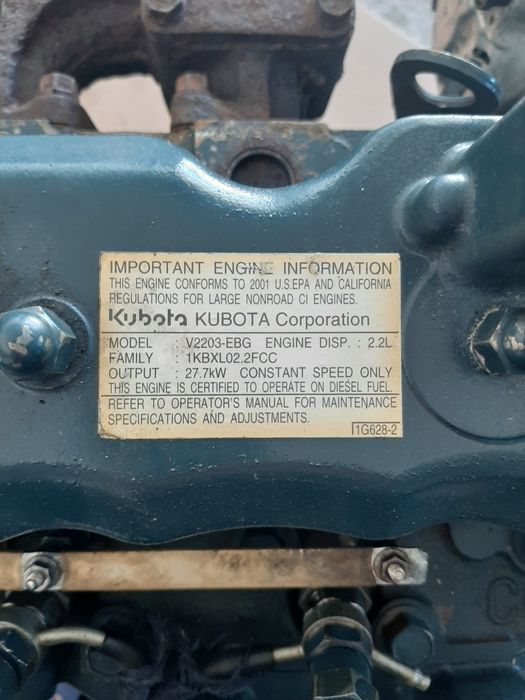 IMPORTANT ENGINE INFORMATION
THIS ENGINE CONFORMS TO 2001 U.S.EPA AND CALIFORNIA
REGULATIONS FOR LARGE NONROAD CI ENGINES.
Kubota KUBOTA Corporation
MODEL : V2203-EBG ENGINE DISP. : 2.2L
FAMILY : 1KBXL02.2FCC
OUTPUT : 27.7kW CONSTANT SPEED ONLY
THIS ENGINE IS CERTIFIED TO OPERATE ON DIESEL FUEL.
REFER TO OPERATOR'S MANUAL FOR MAINTENANCE
SPECIFICATIONS AND ADJUSTMENTS.
1G628-2
C